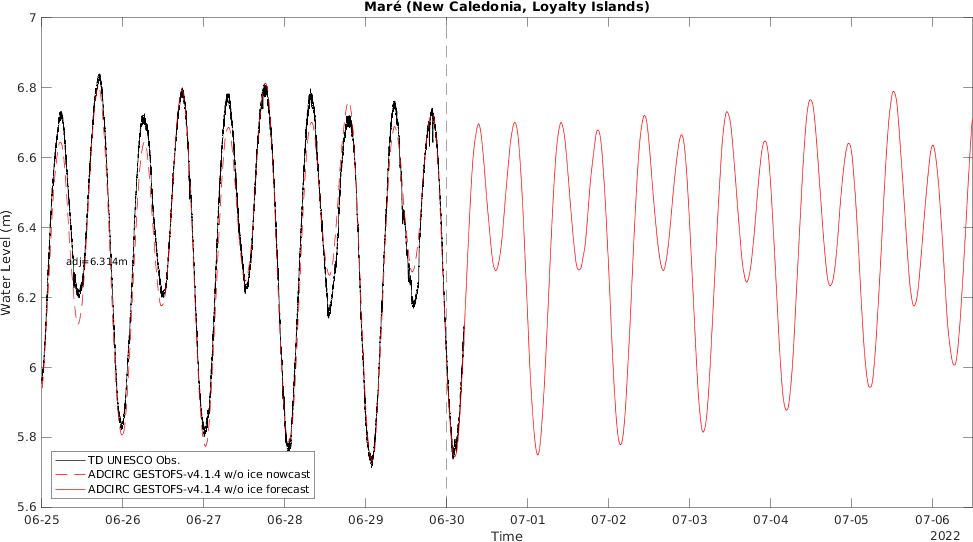 Maré (New Caledonia, Loyalty Islands)
Water Level (m)
7
6.8
6.6
6.4
6.2
6
5.8
5.6
adj=6.314m
TD UNESCO Obs.
ADCIRC GESTOFS-v4.1.4 w/o ice nowcast
ADCIRC GESTOFS-v4.1.4 w/o ice forecast
06-25 06-26 06-27 06-28 06-29 06-30 07-01 07-02 07-03 07-04 07-05 07-06
Time
2022